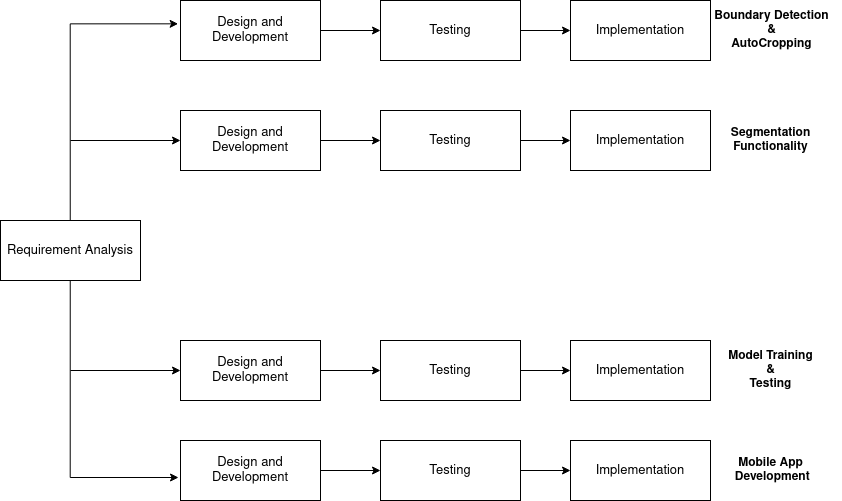 Design and
Development
Testing
Implementation
Boundary Detection
&
AutoCropping
Design and
Development
Testing
Implementation
Segmentation
Functionality
Requirement Analysis
Design and
Development
Testing
Implementation
Model Training
&
Testing
Design and
Development
Testing
Implementation
Mobile App
Development